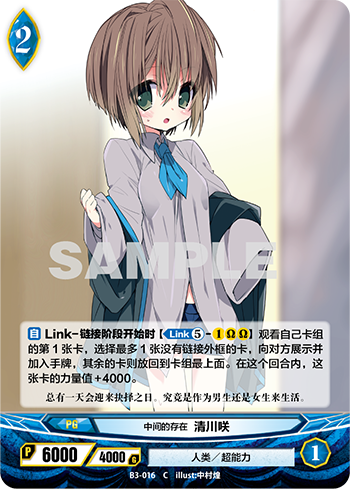 2
SAMPLE
自 Link-链接阶段开始时【Link 5-1ΩΩ】观看自己卡组
的第1张卡，选择最多1张没有链接外框的卡，向对方展示并
加入手牌，其余的卡则放回到卡组最上面。在这个回合内，这
张卡的力量值+4000。
总有一天会迎来抉择之日。究竟是作为男生还是女生来生活。
PG 中间的存在 清川咲
P 6000 / 4000 G 人类／超能力 1
B3-016 C illust:中村煌